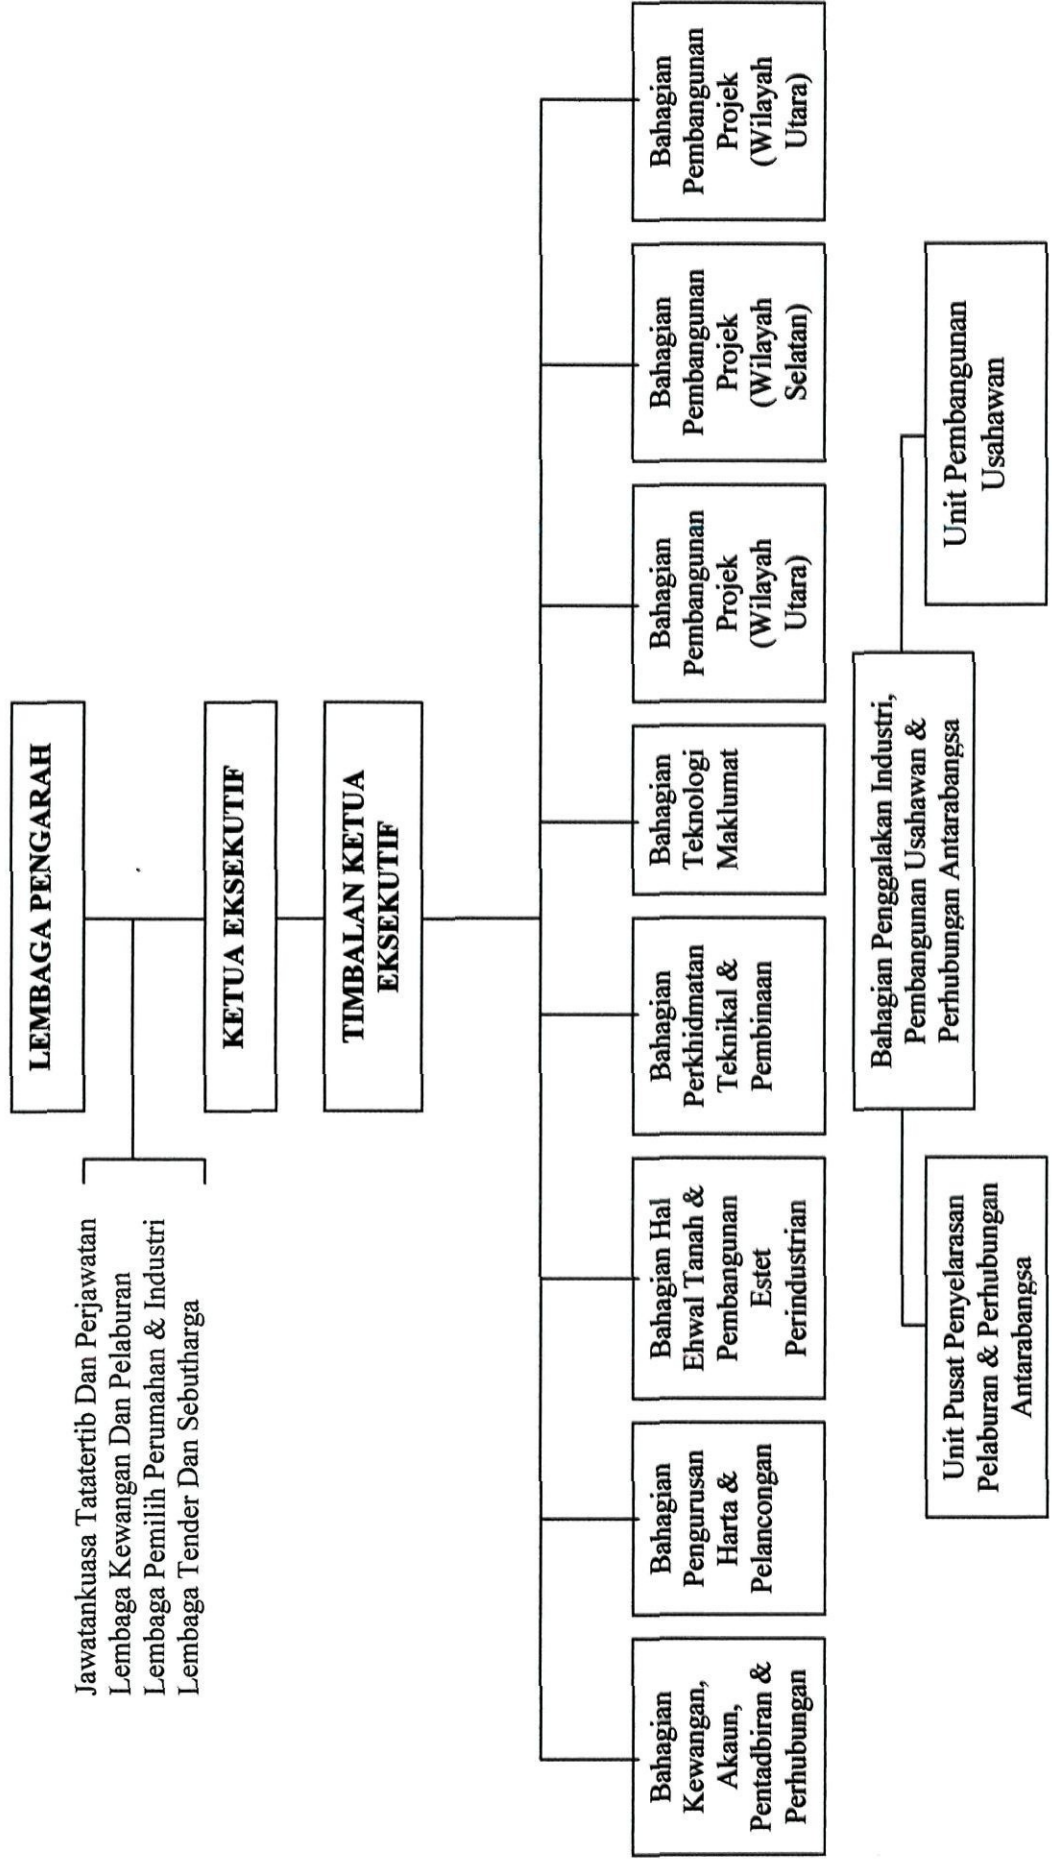 LEMBAGA PENGARAH
Jawatankuasa Tatatertib Dan Perjawatan
Lembaga Kewangan Dan Pelaburan
Lembaga Pemilih Perumahan & Industri
Lembaga Tender Dan Sebutharga
KETUA EKSEKUTIF
TIMBALAN KETUA
EKSEKUTIF
Bahagian
Kewangan,
Akaun,
Pentadbiran &
Perhubungan
Bahagian
Pengurusan
Harta &
Pelancongan
Bahagian Hal
Ehwal Tanah &
Pembangunan
Estet
Perindustrian
Bahagian
Perkhidmatan
Teknikal &
Pembinaan
Bahagian
Teknologi
Maklumat
Bahagian
Pembangunan
Projek
(Wilayah
Utara)
Bahagian
Pembangunan
Projek
(Wilayah
Selatan)
Bahagian
Pembangunan
Projek
(Wilayah
Utara)
Bahagian Penggalakan Industri,
Pembangunan Usahawan &
Perhubungan Antarabangsa
Unit Pusat Penyelarasan
Pelaburan & Perhubungan
Antarabangsa
Unit Pembangunan
Usahawan